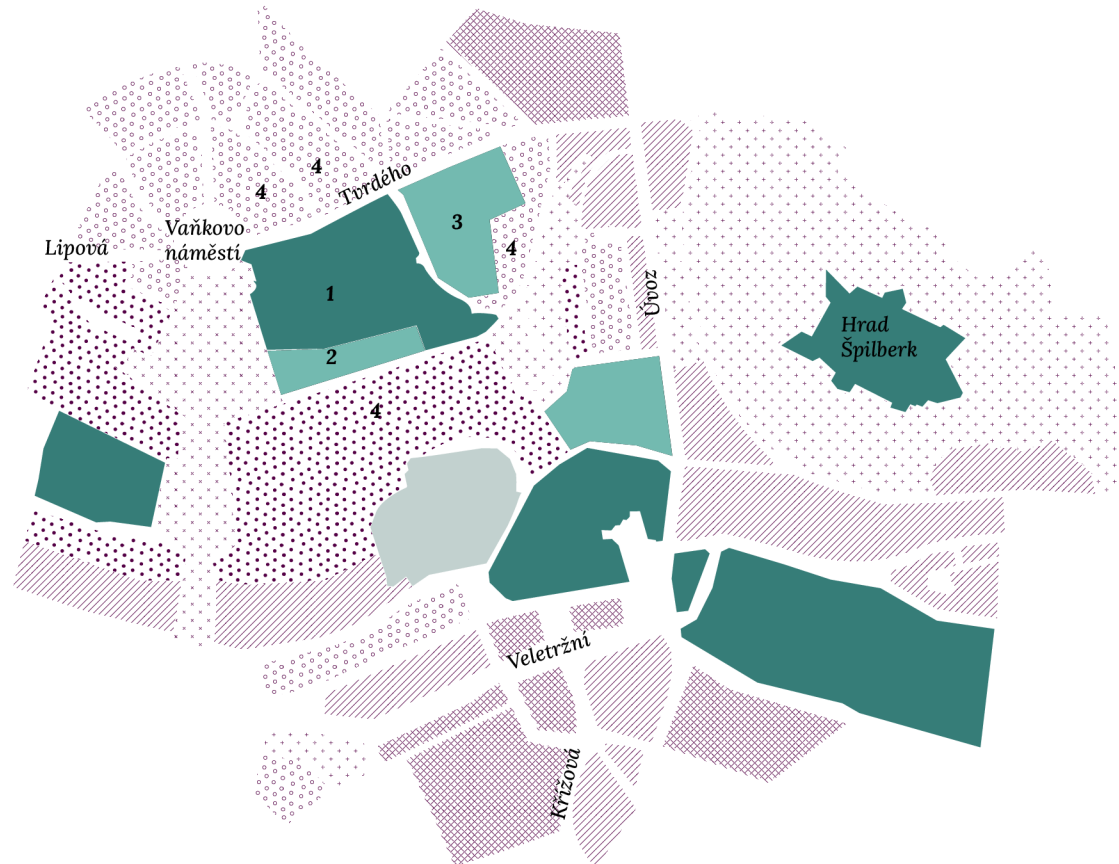 4
4
Tvrdého
3
Vaňkovo
náměstí
Lipová
4
1
Úvoz
Hrad
Špilberk
2
4
Veletržní
Křížová